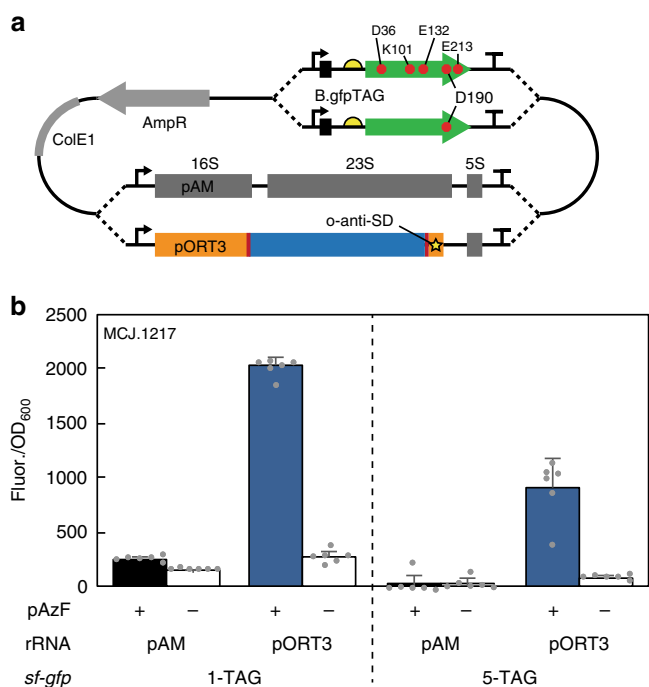 a
D36
E132
K101
E213
B.gfpTAG
D190
ColE1
AmpR
16S
23S
5S
pAM
o-anti-SD
pORT3
b
2500
MCJ.1217
2000
1500
1000
500
0
Fluor./OD600
pAzF + − + − + − + −
rRNA pAM pORT3 pAM pORT3
sf-gfp 1-TAG 5-TAG